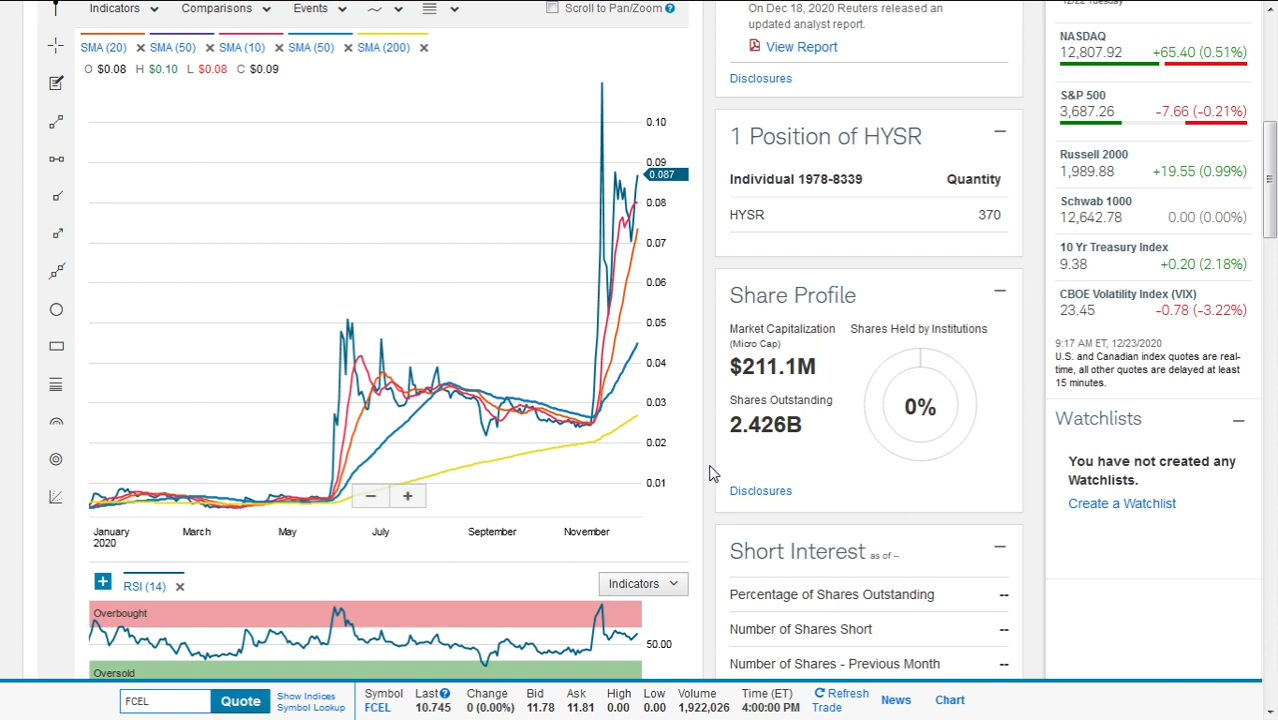 Indicators Comparisons Events Scroll to Pan/Zoom
SMA (20) SMA (50) SMA (10) SMA (50) SMA (200)
O $0.08 H $0.10 L $0.08 C $0.09
0.10
0.09
0.087
0.08
0.07
0.06
0.05
0.04
0.03
0.02
0.01
January March May July September November
2020
RSI (14)
Indicators
Overbought
50.00
Oversold
On Dec 18, 2020 Reuters released an
updated analyst report.
View Report
Disclosures
1 Position of HYSR
Individual 1978-8339 Quantity
HYSR 370
Share Profile
Market Capitalization
(Micro Cap)
$211.1M
Shares Outstanding
2.426B
Shares Held by Institutions
0%
Disclosures
Short Interest as of –
Percentage of Shares Outstanding --
Number of Shares Short --
Number of Shares - Previous Month --
12/22 Tuesday
NASDAQ
12,807.92 +65.40 (0.51%)
S&P 500
3,687.26 -7.66 (-0.21%)
Russell 2000
1,989.88 +19.55 (0.99%)
Schwab 1000
12,642.78 0.00 (0.00%)
10 Yr Treasury Index
9.38 +0.20 (2.18%)
CBOE Volatility Index (VIX)
23.45 -0.78 (-3.22%)
9:17 AM ET, 12/23/2020
U.S. and Canadian index quotes are real-
time, all other quotes are delayed at least
15 minutes.
Watchlists
You have not created any
Watchlists.
Create a Watchlist
FCEL Quote
Show Indices
Symbol Lookup
Symbol Last Change Bid Ask High Low Volume Time (ET) Refresh
FCEL 10.745 0 (0.00%) 11.78 11.81 0.00 0.00 1,922,026 4:00:00 PM Trade
News Chart